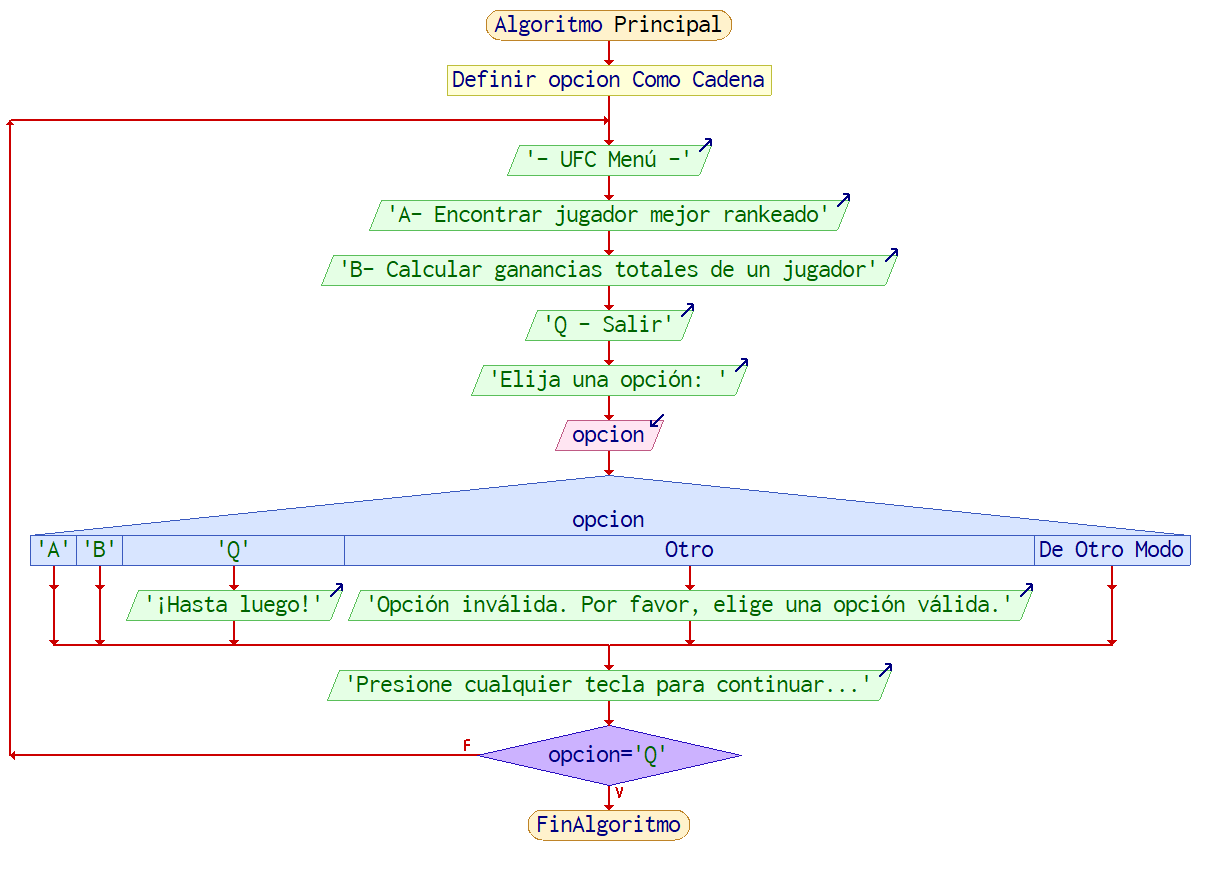 Algoritmo Principal
Definir opcion Como Cadena
'- UFC Menú -'
'A- Encontrar jugador mejor rankeado'
'B- Calcular ganancias totales de un jugador'
'Q - Salir'
'Elija una opción: '
opcion
opcion
'A' 'B' 'Q' Otro De Otro Modo
'¡Hasta luego!' 'Opción inválida. Por favor, elige una opción válida.'
'Presione cualquier tecla para continuar...'
F
opcion='Q'
V
FinAlgoritmo